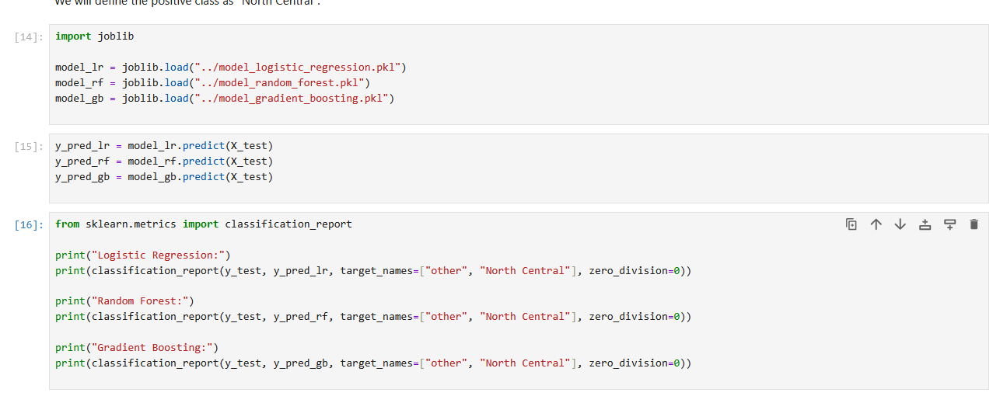 We will define the positive class as "North Central".
[14]:
import joblib
model_lr = joblib.load("../model_logistic_regression.pkl")
model_rf = joblib.load("../model_random_forest.pkl")
model_gb = joblib.load("../model_gradient_boosting.pkl")
[15]:
y_pred_lr = model_lr.predict(X_test)
y_pred_rf = model_rf.predict(X_test)
y_pred_gb = model_gb.predict(X_test)
[16]:
from sklearn.metrics import classification_report
print("Logistic Regression:")
print(classification_report(y_test, y_pred_lr, target_names=["other", "North Central"], zero_division=0))
print("Random Forest:")
print(classification_report(y_test, y_pred_rf, target_names=["other", "North Central"], zero_division=0))
print("Gradient Boosting:")
print(classification_report(y_test, y_pred_gb, target_names=["other", "North Central"], zero_division=0))